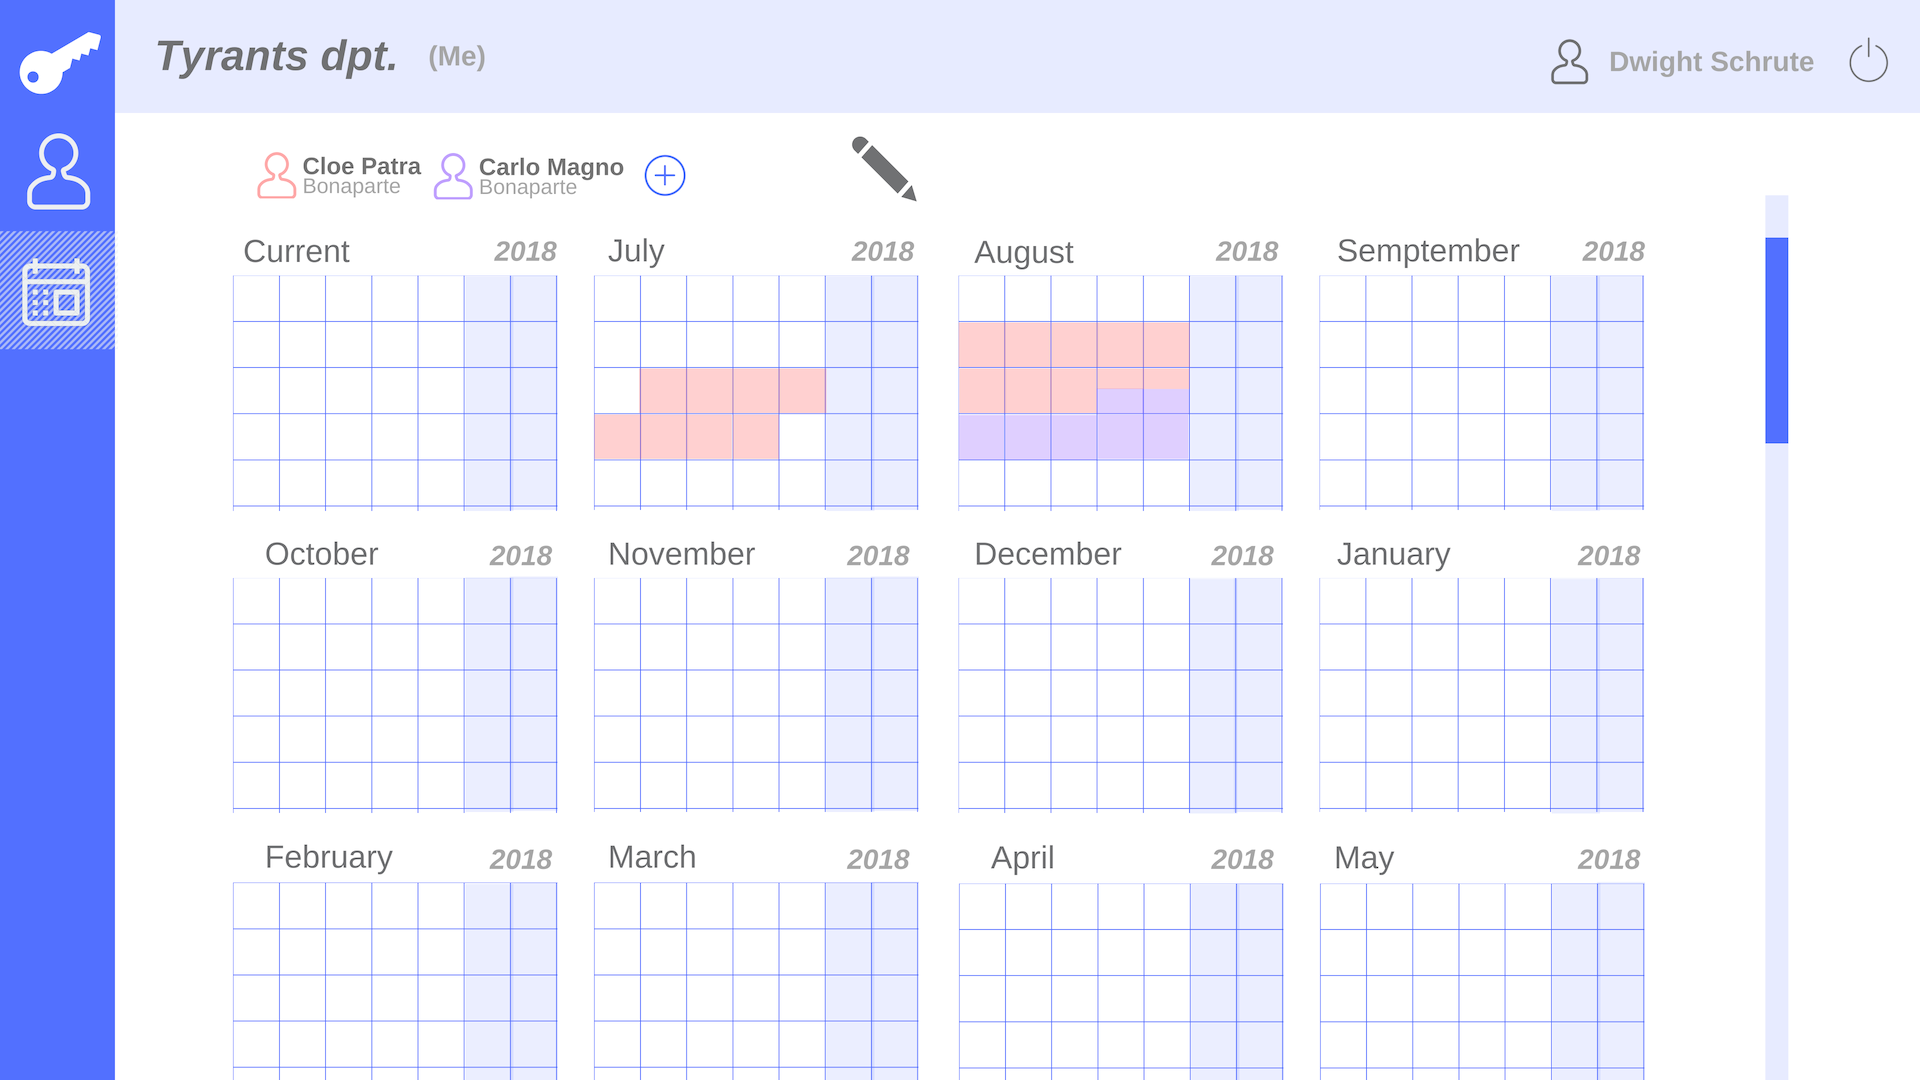 Tyrants dpt. (Me)
Dwight Schrute
Cloe Patra
Bonaparte
Carlo Magno
Bonaparte
Current 2018
July 2018
August 2018
Semptember 2018
October 2018
November 2018
December 2018
January 2018
February 2018
March 2018
April 2018
May 2018